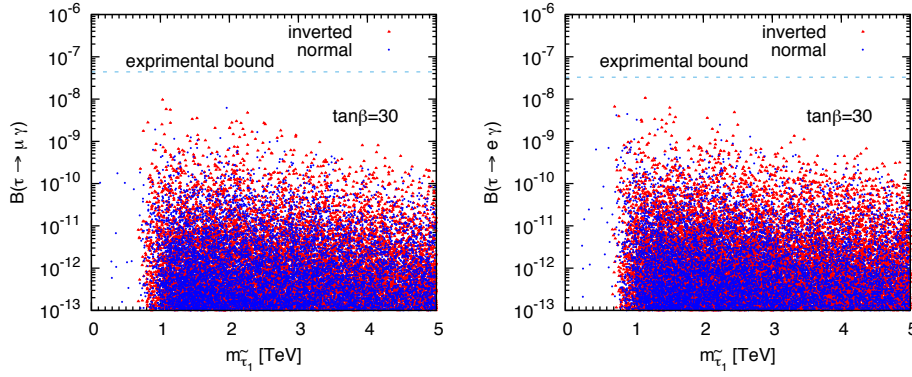 10⁻⁶
10⁻⁷
10⁻⁸
10⁻⁹
10⁻¹⁰
10⁻¹¹
10⁻¹²
10⁻¹³
B(τ → μ γ)
inverted
normal
exprimental bound
tanβ=30
0 1 2 3 4 5
m_τ̃₁ [TeV]
10⁻⁶
10⁻⁷
10⁻⁸
10⁻⁹
10⁻¹⁰
10⁻¹¹
10⁻¹²
10⁻¹³
B(τ → e γ)
inverted
normal
exprimental bound
tanβ=30
0 1 2 3 4 5
m_τ̃₁ [TeV]